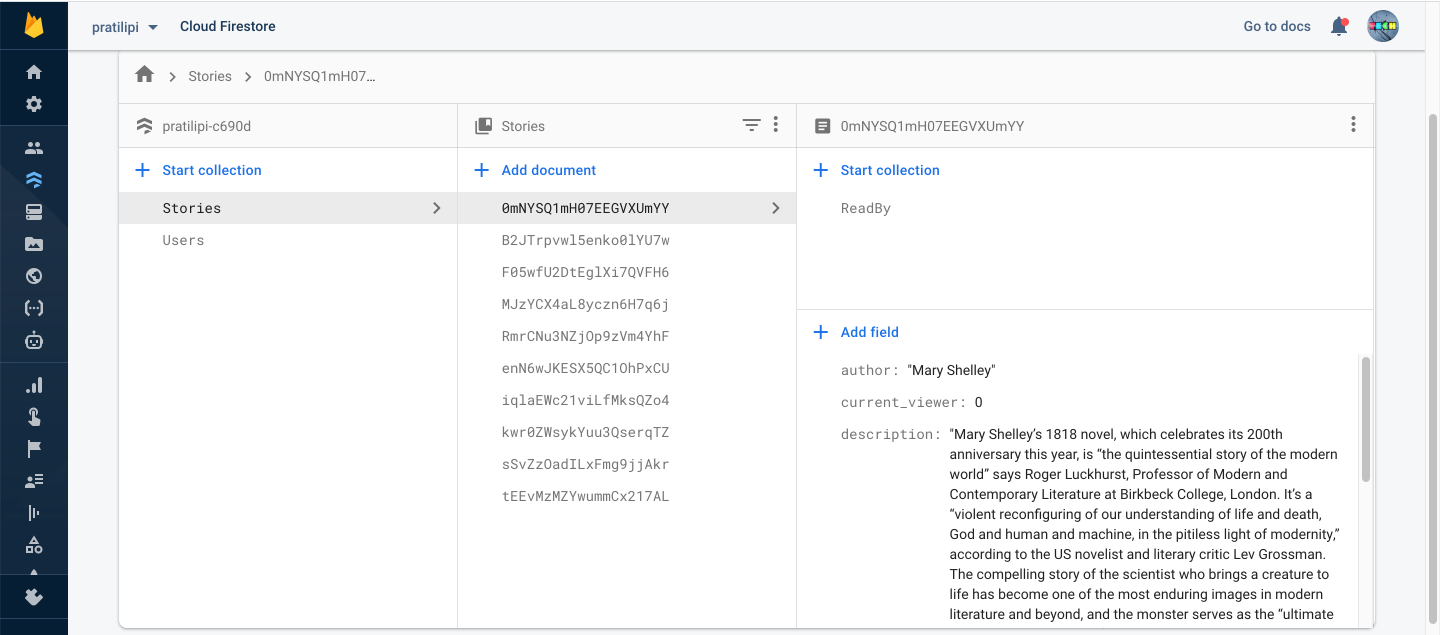 pratilipi
Cloud Firestore
Go to docs
Stories
0mNYSQ1mH07…
pratilipi-c690d
Stories
0mNYSQ1mH07EEGVXUmYY
Start collection
Add document
Start collection
Stories
Users
0mNYSQ1mH07EEGVXUmYY
B2JTrpvwl5enko0lYU7w
F05wfU2DtEglXi7QVFH6
MJzYCX4aL8yczn6H7q6j
RmrCNu3NZjOp9zVm4YhF
enN6wJKESX5QC1OhPxCU
iqlaEWc21viLfMksQZo4
kwr0ZWsykYuu3QserqTZ
sSvZzOadILxFmg9jjAkr
tEEvMzMZYwummCx217AL
ReadBy
Add field
author: "Mary Shelley"
current_viewer: 0
description: "Mary Shelley’s 1818 novel, which celebrates its 200th
anniversary this year, is “the quintessential story of the modern
world” says Roger Luckhurst, Professor of Modern and
Contemporary Literature at Birkbeck College, London. It’s a
“violent reconfiguring of our understanding of life and death,
God and human and machine, in the pitiless light of modernity,”
according to the US novelist and literary critic Lev Grossman.
The compelling story of the scientist who brings a creature to
life has become one of the most enduring images in modern
literature and beyond, and the monster serves as the “ultimate